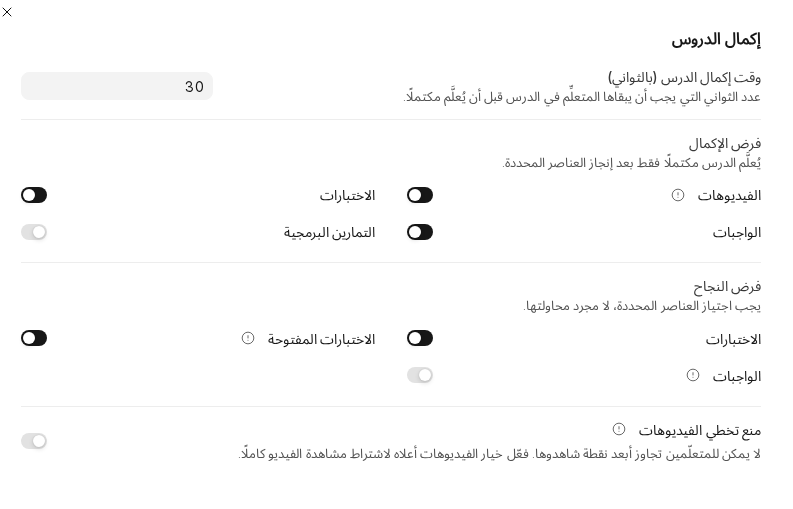 إكمال الدروس
وقت إكمال الدرس (بالثواني)
عدد الثواني التي يجب أن يبقاها المتعلِّم في الدرس قبل أن يُعلَّم مكتملًا.
30
فرض الإكمال
يُعلَّم الدرس مكتملًا فقط بعد إنجاز العناصر المحددة.
الفيديوهات
الاختبارات
الواجبات
التمارين البرمجية
فرض النجاح
يجب اجتياز العناصر المحددة، لا مجرد محاولتها.
الاختبارات
الاختبارات المفتوحة
الواجبات
منع تخطي الفيديوهات
لا يمكن للمتعلّمين تجاوز أبعد نقطة شاهدوها. فعّل خيار الفيديوهات أعلاه لاشتراط مشاهدة الفيديو كاملًا.